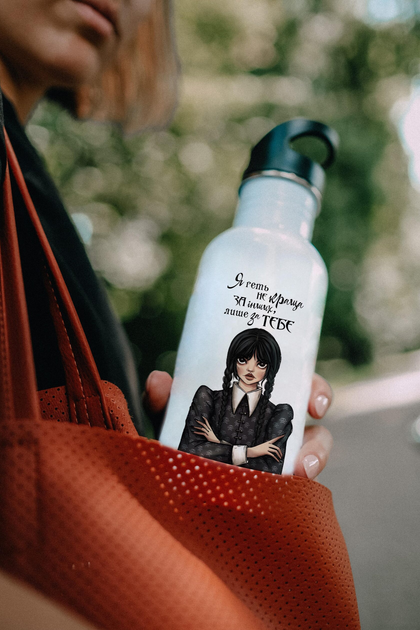 Я геть
не краща
ЗА інших,
лише за ТЕБЕ